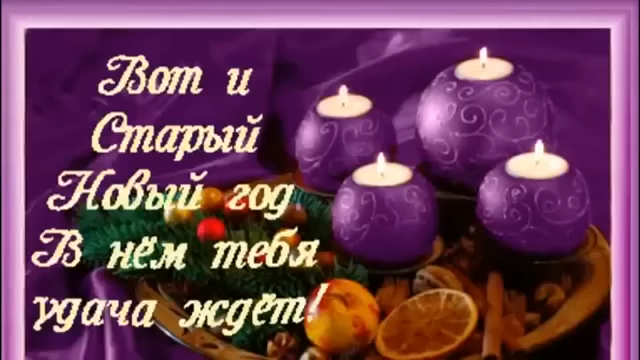 Вот и
Старый
Новый год
В нём тебя
удача ждёт!